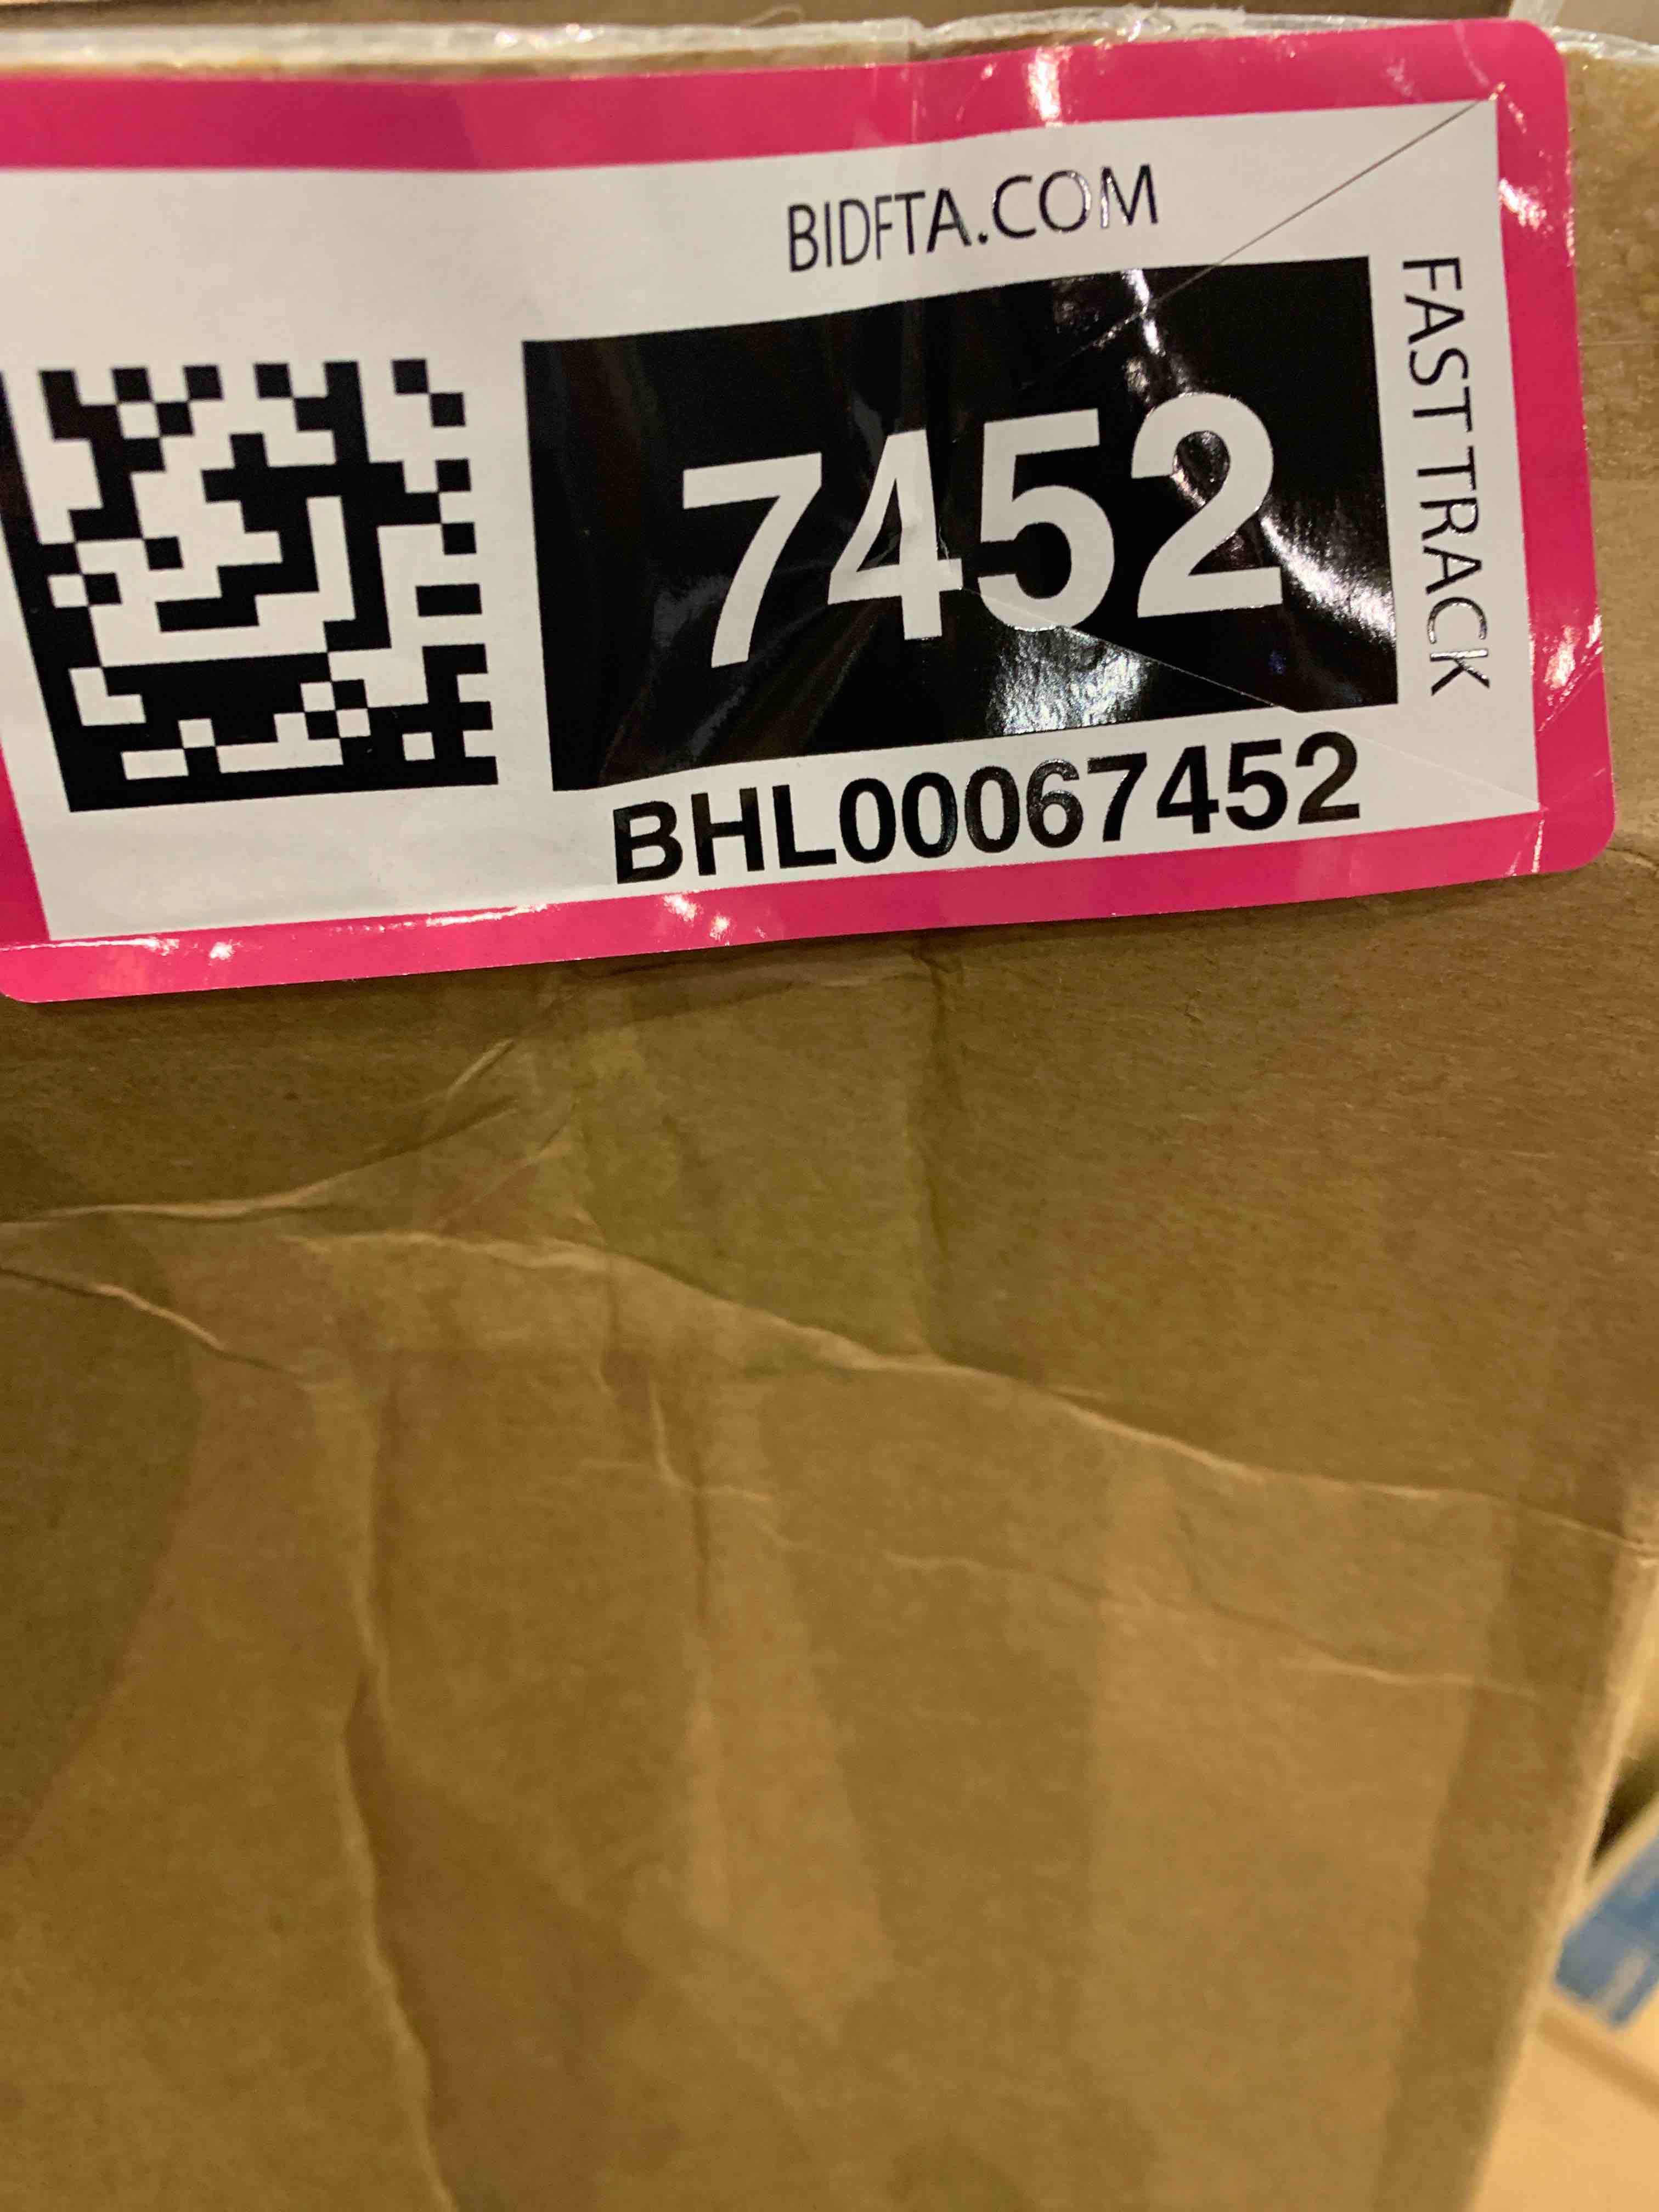 BIDFTA.COM
7452
FAST TRACK
BHL00067452